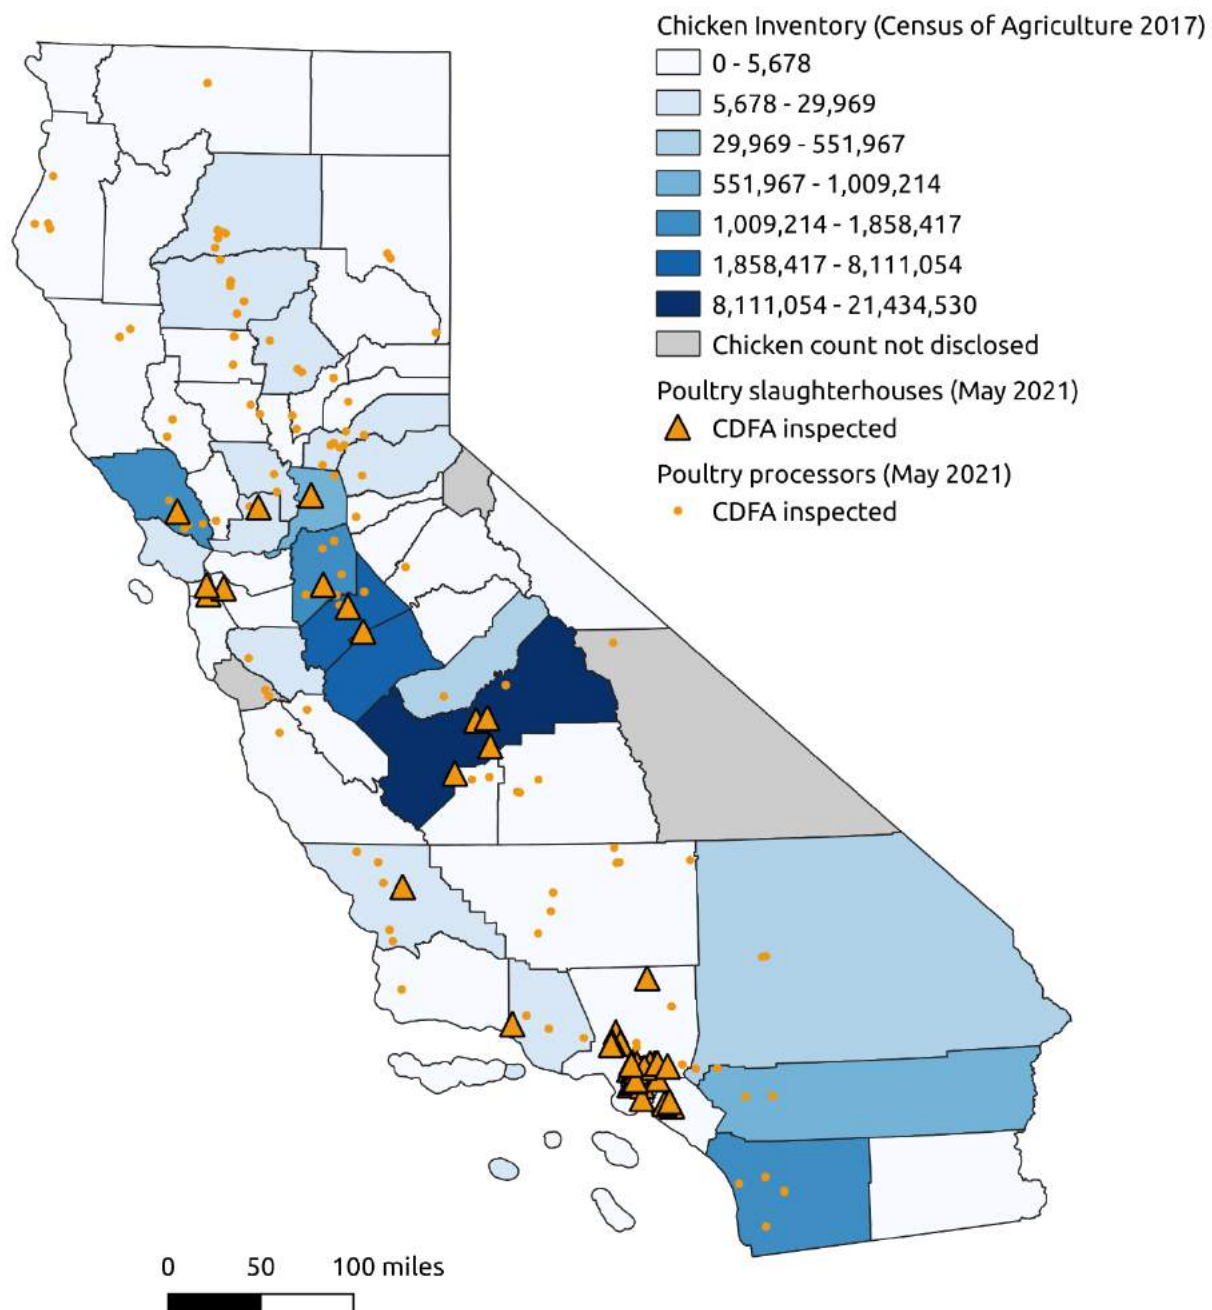 Chicken Inventory (Census of Agriculture 2017)
0 - 5,678
5,678 - 29,969
29,969 - 551,967
551,967 - 1,009,214
1,009,214 - 1,858,417
1,858,417 - 8,111,054
8,111,054 - 21,434,530
Chicken count not disclosed
Poultry slaughterhouses (May 2021)
CDFA inspected
Poultry processors (May 2021)
CDFA inspected
0 50 100 miles